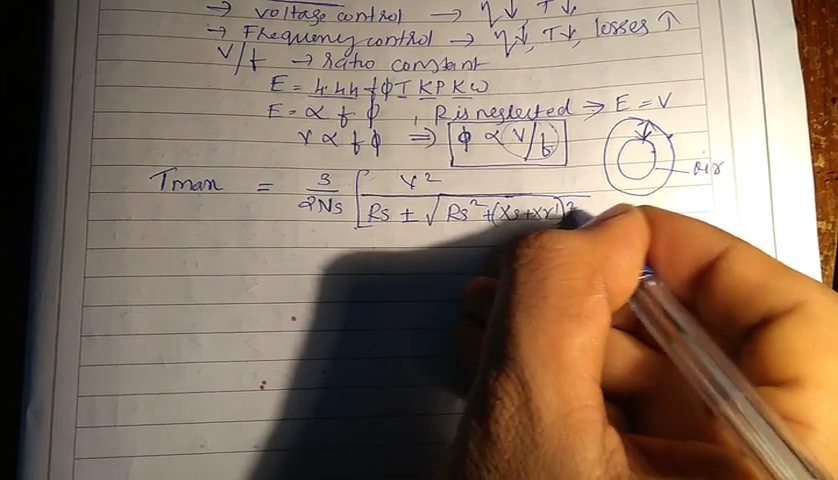 → voltage control → η↓, T↓,
→ Frequency control → η↓, T↓, losses ↑
V/f → ratio constant
E = 4.44 f φ T KP Kw
E = α f φ , R is neglected ⇒ E = V
V α f φ ⇒ φ α V/f
air
Tmax = 3/2Ns [ V² / Rs ± √Rs² + (Xs + Xr')²